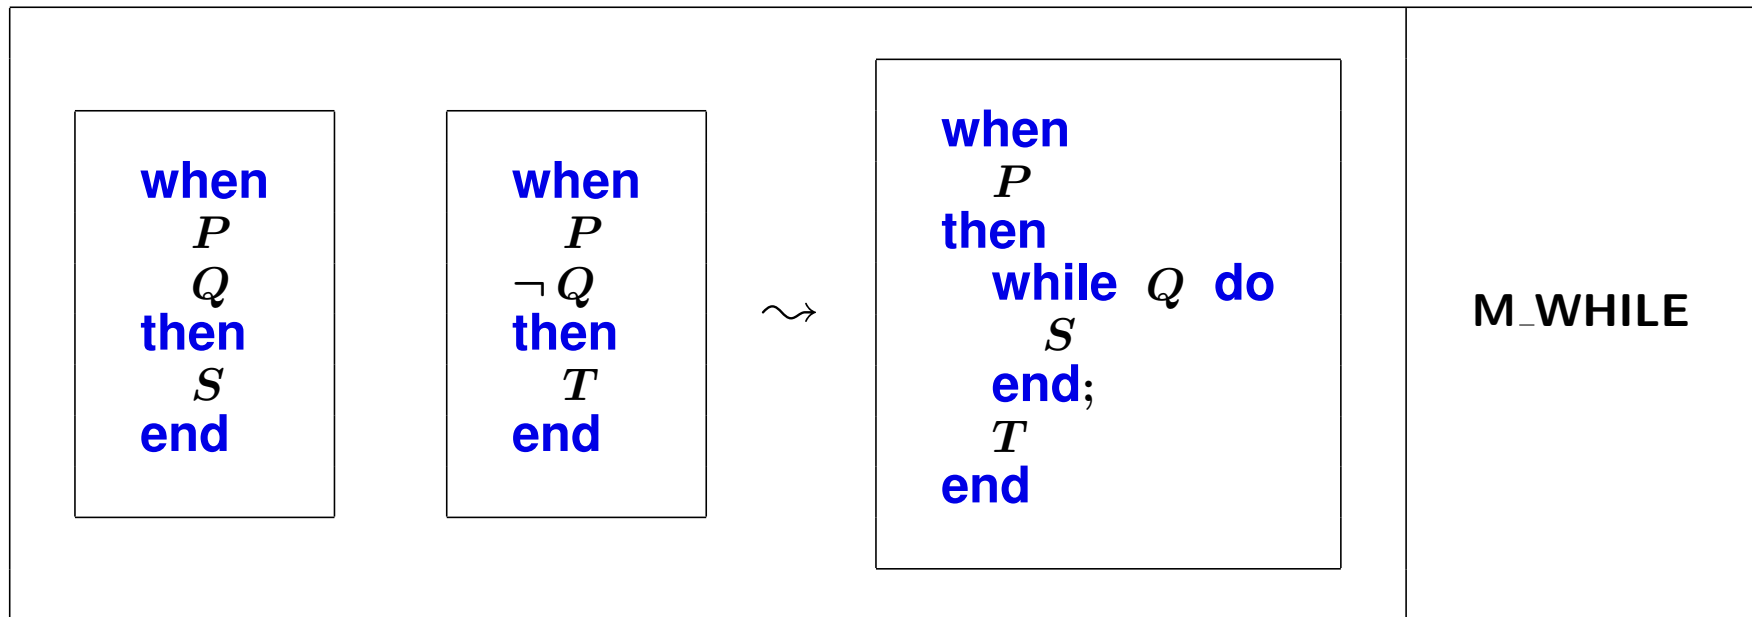 when
P
Q
then
S
end
when
P
¬ Q
then
T
end
⇝
when
P
then
while Q do
S
end;
T
end
M_WHILE